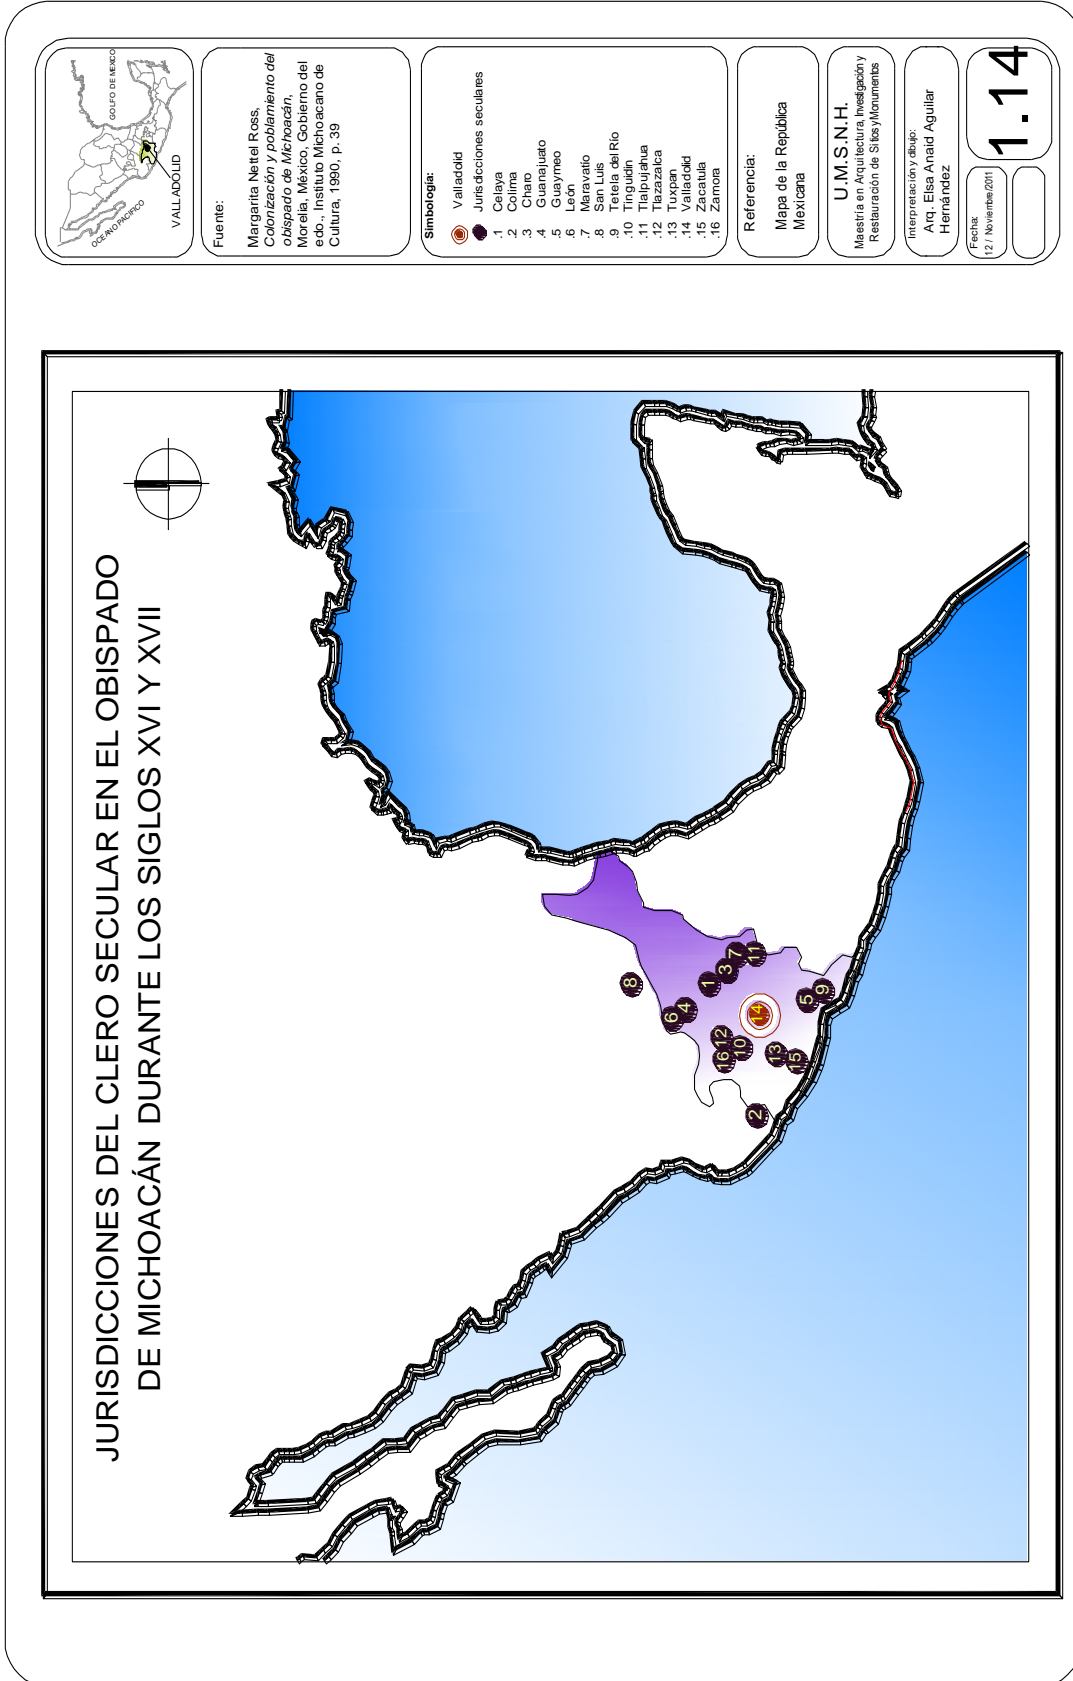 JURISDICCIONES DEL CLERO SECULAR EN EL OBISPADO
DE MICHOACÁN DURANTE LOS SIGLOS XVI Y XVII
8
6
4
1
3
7
11
16
12
10
14
13
15
5
9
2
GOLFO DE MEXICO
OCEANO PACIFICO
VALLADOLID
Fuente:
Margarita Nettel Ross,
Colonización y poblamiento del
obispado de Michoacán,
Morelia, México, Gobierno del
edo., Instituto Michoacano de
Cultura, 1990, p. 39
Simbología:
Valladolid
Jurisdicciones seculares
.1 Celaya
.2 Colima
.3 Charo
.4 Guanajuato
.5 Guaymeo
.6 León
.7 Maravatío
.8 San Luis
.9 Tetela del Río
.10 Tinguidín
.11 Tlalpujahua
.12 Tlazazalca
.13 Tuxpan
.14 Valladolid
.15 Zacatula
.16 Zamora
Referencia:
Mapa de la República
Mexicana
U.M.S.N.H.
Maestría en Arquitectura, Investigación y
Restauración de Sitios y Monumentos
Interpretación y dibujo:
Arq. Elsa Anaid Aguilar
Hernández
Fecha:
12 / Noviembre/2011
1.14